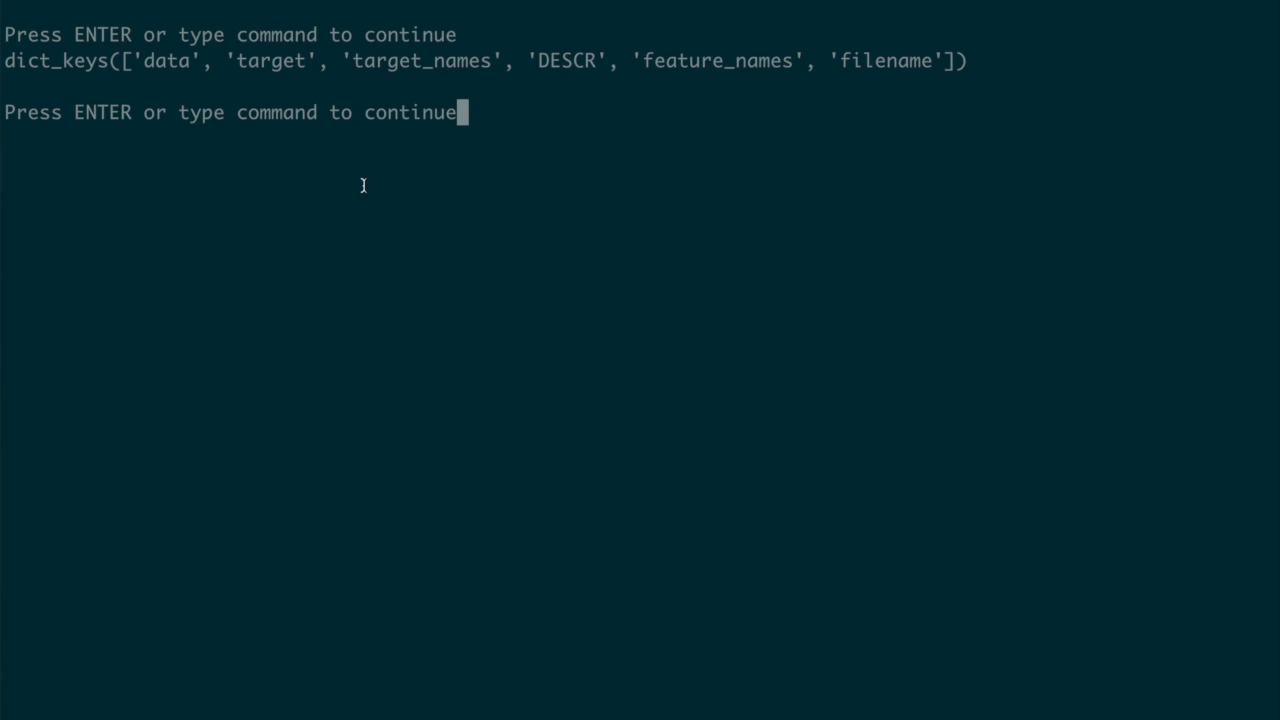 Press ENTER or type command to continue
dict_keys(['data', 'target', 'target_names', 'DESCR', 'feature_names', 'filename'])
Press ENTER or type command to continue